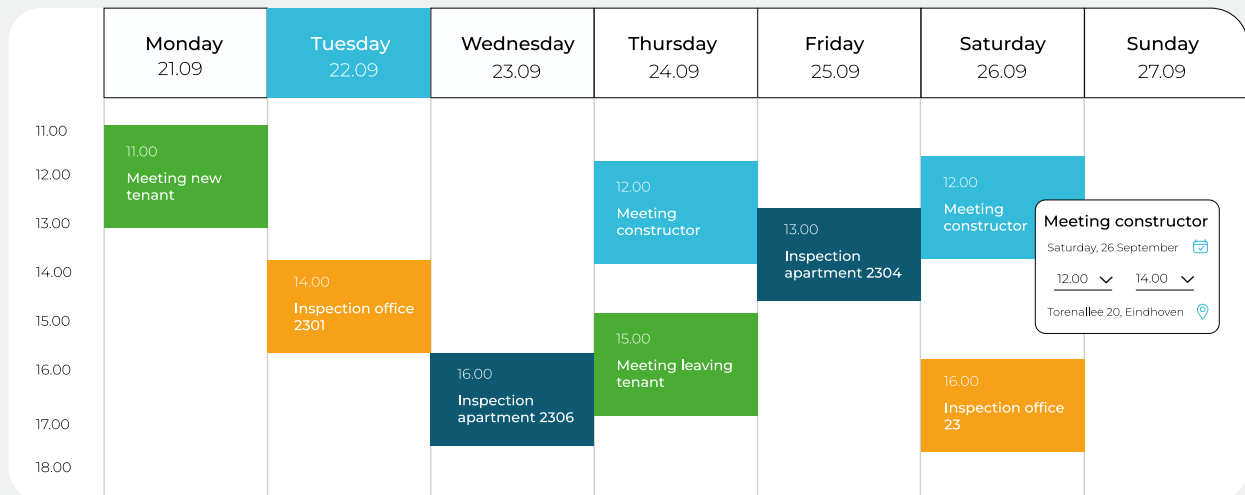 Monday
21.09
Tuesday
22.09
Wednesday
23.09
Thursday
24.09
Friday
25.09
Saturday
26.09
Sunday
27.09
11.00
12.00
13.00
14.00
15.00
16.00
17.00
18.00
11.00
Meeting new
tenant
14.00
Inspection office
2301
16.00
Inspection
apartment 2306
12.00
Meeting
constructor
15.00
Meeting leaving
tenant
13.00
Inspection
apartment 2304
12.00
Meeting
constructor
16.00
Inspection office
23
Meeting constructor
Saturday, 26 September
12.00 14.00
Torenallee 20, Eindhoven